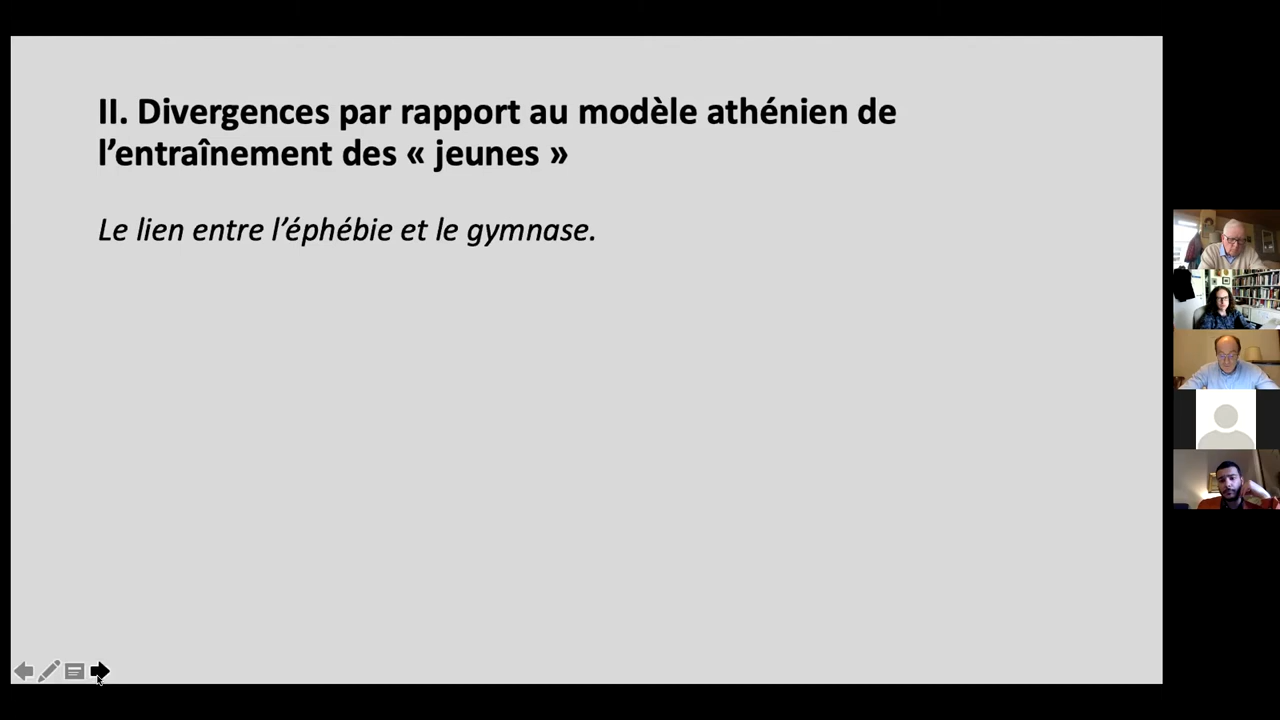 II. Divergences par rapport au modèle athénien de
l’entraînement des « jeunes »
Le lien entre l’éphébie et le gymnase.